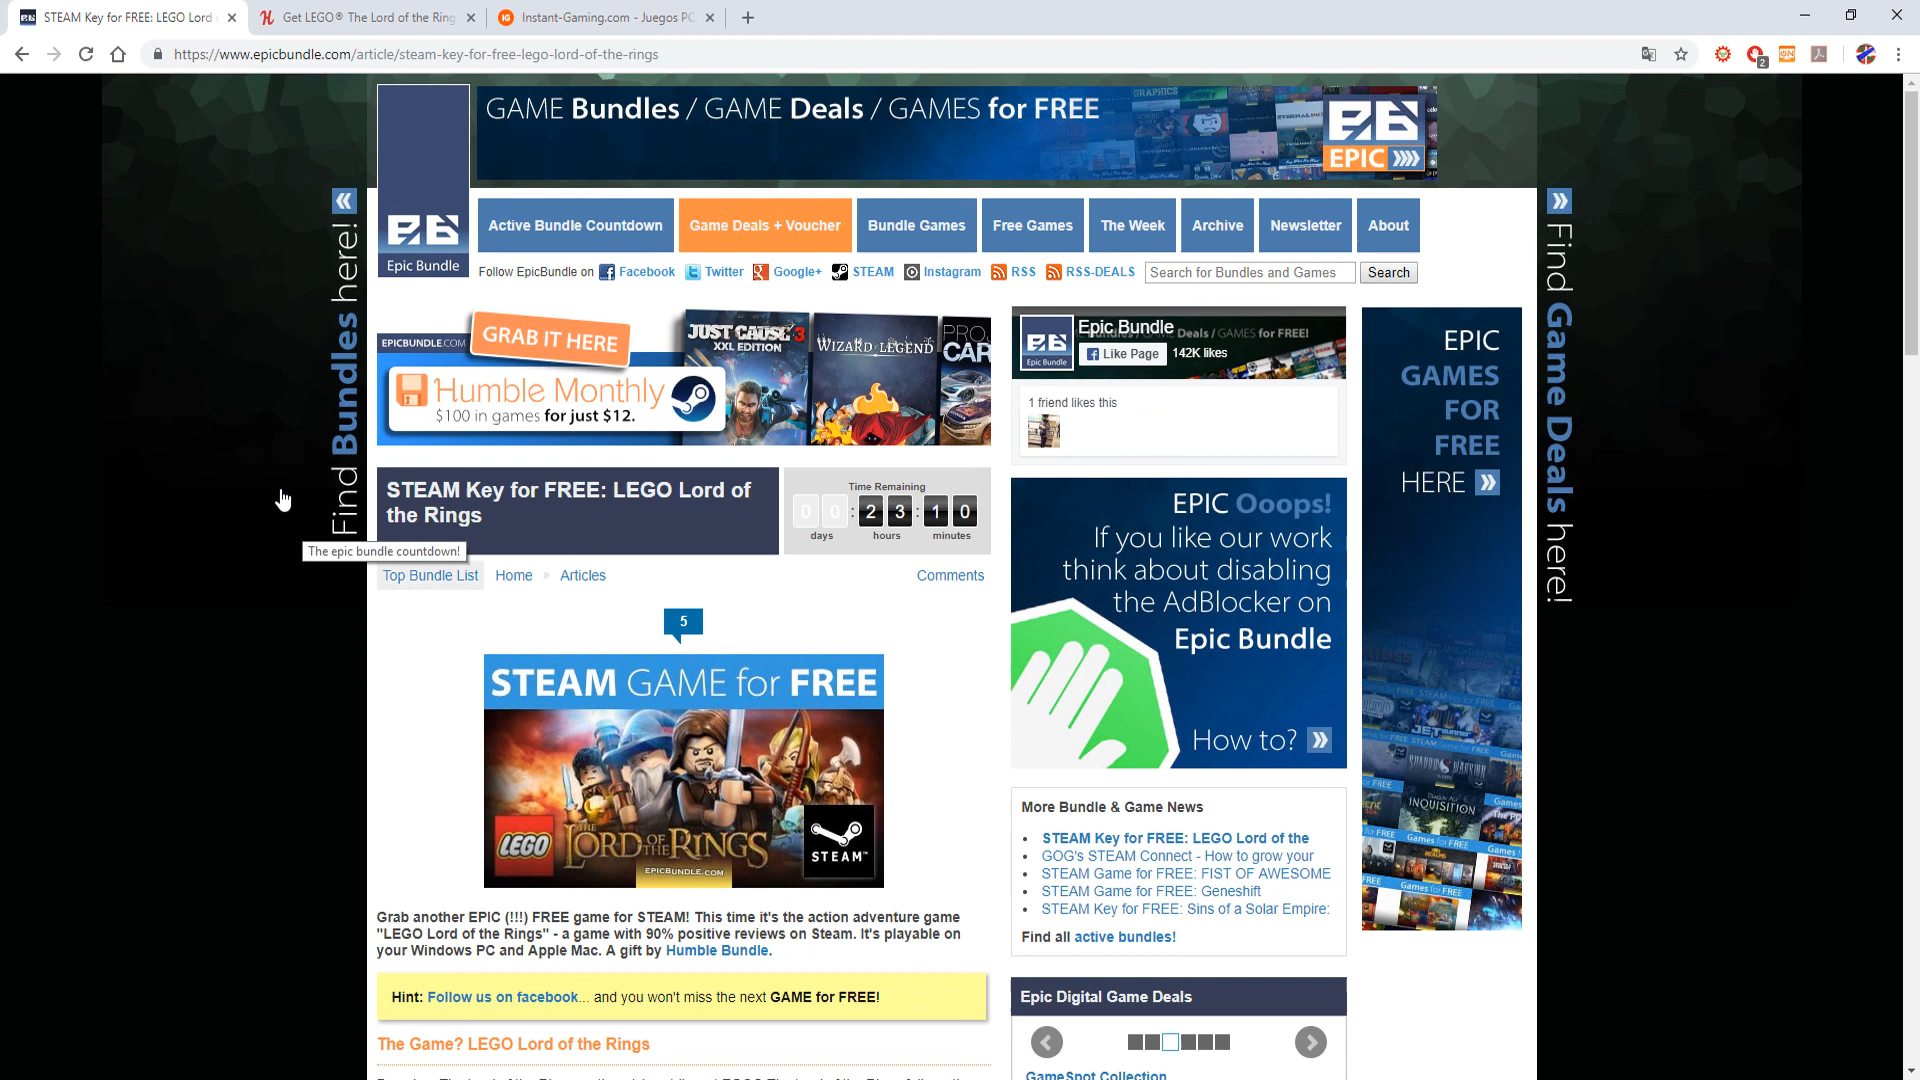 STEAM Key for FREE: LEGO Lord
Get LEGO® The Lord of the Ring
Instant-Gaming.com - Juegos PC
https://www.epicbundle.com/article/steam-key-for-free-lego-lord-of-the-rings
2
GAME Bundles / GAME Deals / GAMES for FREE
EPIC
Epic Bundle
Active Bundle Countdown
Game Deals + Voucher
Bundle Games
Free Games
The Week
Archive
Newsletter
About
Follow EpicBundle on Facebook Twitter Google+ STEAM Instagram RSS RSS-DEALS
Search for Bundles and Games
Search
Find Bundles here!
Find Game Deals here!
EPICBUNDLE.COM
GRAB IT HERE
Humble Monthly
$100 in games for just $12.
JUST CAUSE 3
XXL EDITION
WIZARD of LEGEND
PRO
CAR
Epic Bundle
Epic Bundle
Deals / GAMES for FREE!
Like Page
142K likes
1 friend likes this
EPIC
GAMES
FOR
FREE
HERE
STEAM Key for FREE: LEGO Lord of
the Rings
Time Remaining
0 0 : 2 3 : 1 0
days hours minutes
The epic bundle countdown!
Top Bundle List
Home » Articles
Comments
5
STEAM GAME for FREE
LEGO
THE LORD OF THE RINGS
STEAM™
EPICBUNDLE.COM
EPIC Ooops!
If you like our work
think about disabling
the AdBlocker on
Epic Bundle
How to?
More Bundle & Game News
• STEAM Key for FREE: LEGO Lord of the
• GOG's STEAM Connect - How to grow your
• STEAM Game for FREE: FIST OF AWESOME
• STEAM Game for FREE: Geneshift
• STEAM Key for FREE: Sins of a Solar Empire:
Find all active bundles!
JETRUNNER
SHADOW WARRIOR
INQUISITION
Games for FREE
Grab another EPIC (!!!) FREE game for STEAM! This time it's the action adventure game
"LEGO Lord of the Rings" - a game with 90% positive reviews on Steam. It's playable on
your Windows PC and Apple Mac. A gift by Humble Bundle.
Hint: Follow us on facebook... and you won't miss the next GAME for FREE!
The Game? LEGO Lord of the Rings
Epic Digital Game Deals
GameSpot Collection